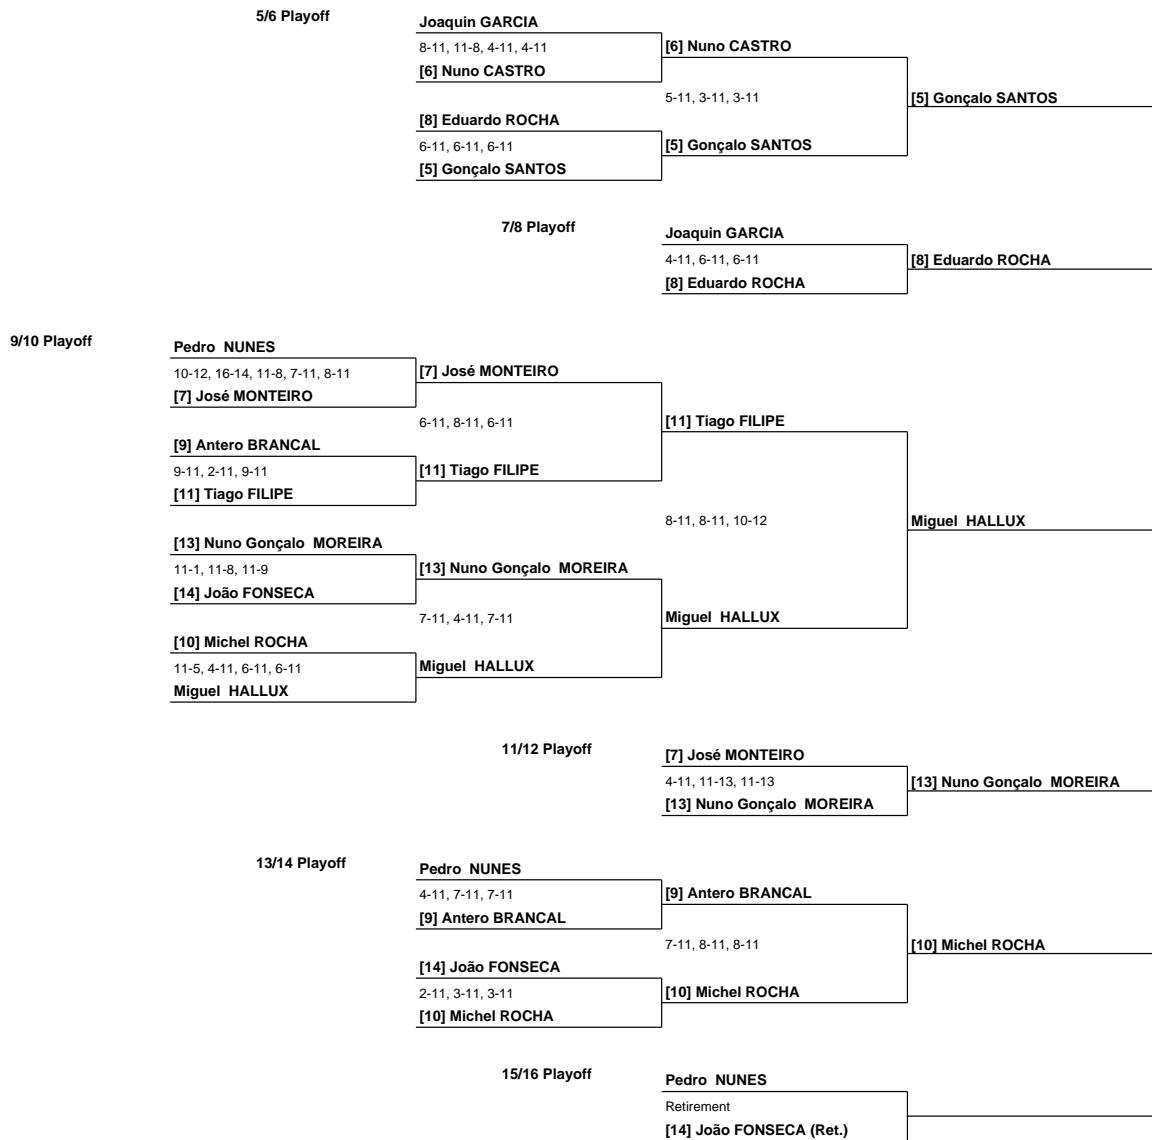 5/6 Playoff
Joaquin GARCIA
8-11, 11-8, 4-11, 4-11
[6] Nuno CASTRO
[6] Nuno CASTRO
5-11, 3-11, 3-11
[5] Gonçalo SANTOS
[8] Eduardo ROCHA
6-11, 6-11, 6-11
[5] Gonçalo SANTOS
[5] Gonçalo SANTOS
7/8 Playoff
Joaquin GARCIA
4-11, 6-11, 6-11
[8] Eduardo ROCHA
[8] Eduardo ROCHA
9/10 Playoff
Pedro NUNES
10-12, 16-14, 11-8, 7-11, 8-11
[7] José MONTEIRO
[7] José MONTEIRO
6-11, 8-11, 6-11
[11] Tiago FILIPE
[9] Antero BRANCAL
9-11, 2-11, 9-11
[11] Tiago FILIPE
[11] Tiago FILIPE
8-11, 8-11, 10-12
Miguel HALLUX
[13] Nuno Gonçalo MOREIRA
11-1, 11-8, 11-9
[14] João FONSECA
[13] Nuno Gonçalo MOREIRA
7-11, 4-11, 7-11
Miguel HALLUX
[10] Michel ROCHA
11-5, 4-11, 6-11, 6-11
Miguel HALLUX
Miguel HALLUX
11/12 Playoff
[7] José MONTEIRO
4-11, 11-13, 11-13
[13] Nuno Gonçalo MOREIRA
[13] Nuno Gonçalo MOREIRA
13/14 Playoff
Pedro NUNES
4-11, 7-11, 7-11
[9] Antero BRANCAL
[9] Antero BRANCAL
7-11, 8-11, 8-11
[10] Michel ROCHA
[14] João FONSECA
2-11, 3-11, 3-11
[10] Michel ROCHA
[10] Michel ROCHA
15/16 Playoff
Pedro NUNES
Retirement
[14] João FONSECA (Ret.)